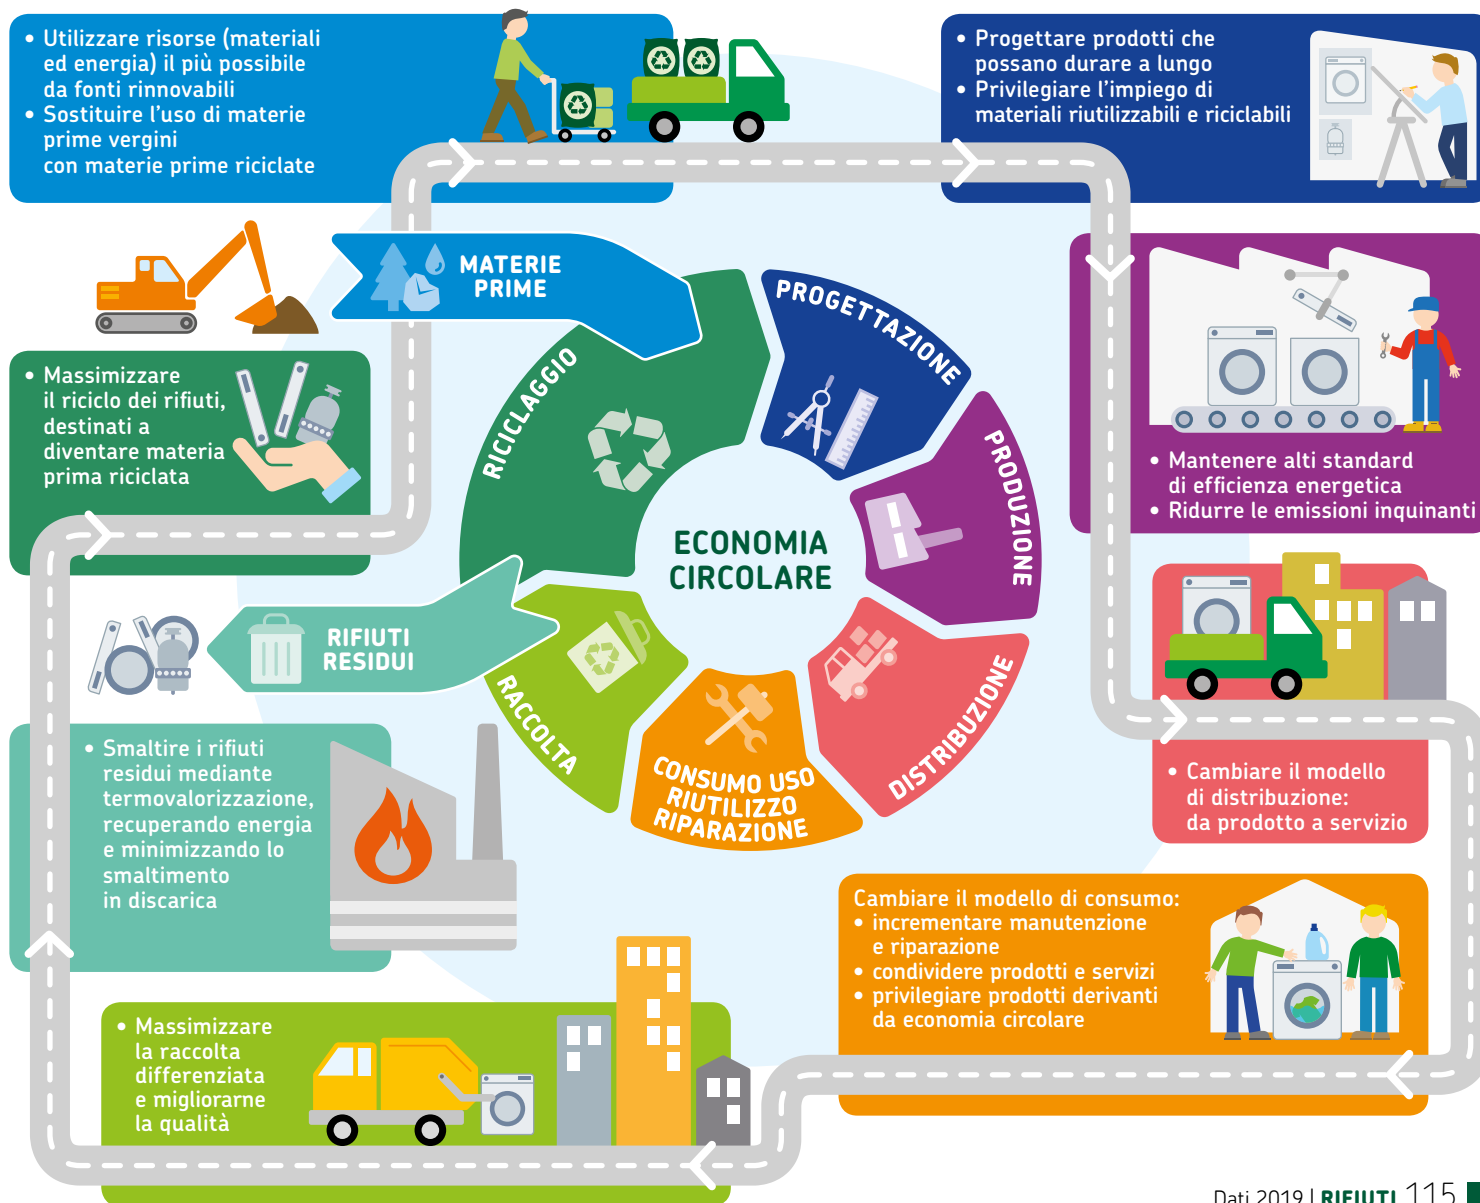 • Utilizzare risorse (materiali
ed energia) il più possibile
da fonti rinnovabili
• Sostituire l'uso di materie
prime vergini
con materie prime riciclate
• Progettare prodotti che
possano durare a lungo
• Privilegiare l'impiego di
materiali riutilizzabili e riciclabili
MATERIE
PRIME
PROGETTAZIONE
RICICLAGGIO
PRODUZIONE
• Massimizzare
il riciclo dei rifiuti,
destinati a
diventare materia
prima riciclata
• Mantenere alti standard
di efficienza energetica
• Ridurre le emissioni inquinanti
ECONOMIA
CIRCOLARE
RIFIUTI
RESIDUI
RACCOLTA
DISTRIBUZIONE
CONSUMO USO
RIUTILIZZO
RIPARAZIONE
• Smaltire i rifiuti
residui mediante
termovalorizzazione,
recuperando energia
e minimizzando lo
smaltimento
in discarica
• Cambiare il modello
di distribuzione:
da prodotto a servizio
Cambiare il modello di consumo:
• incrementare manutenzione
e riparazione
• condividere prodotti e servizi
• privilegiare prodotti derivanti
da economia circolare
• Massimizzare
la raccolta
differenziata
e migliorarne
la qualità
Dati 2019 | RIFIUTI 115